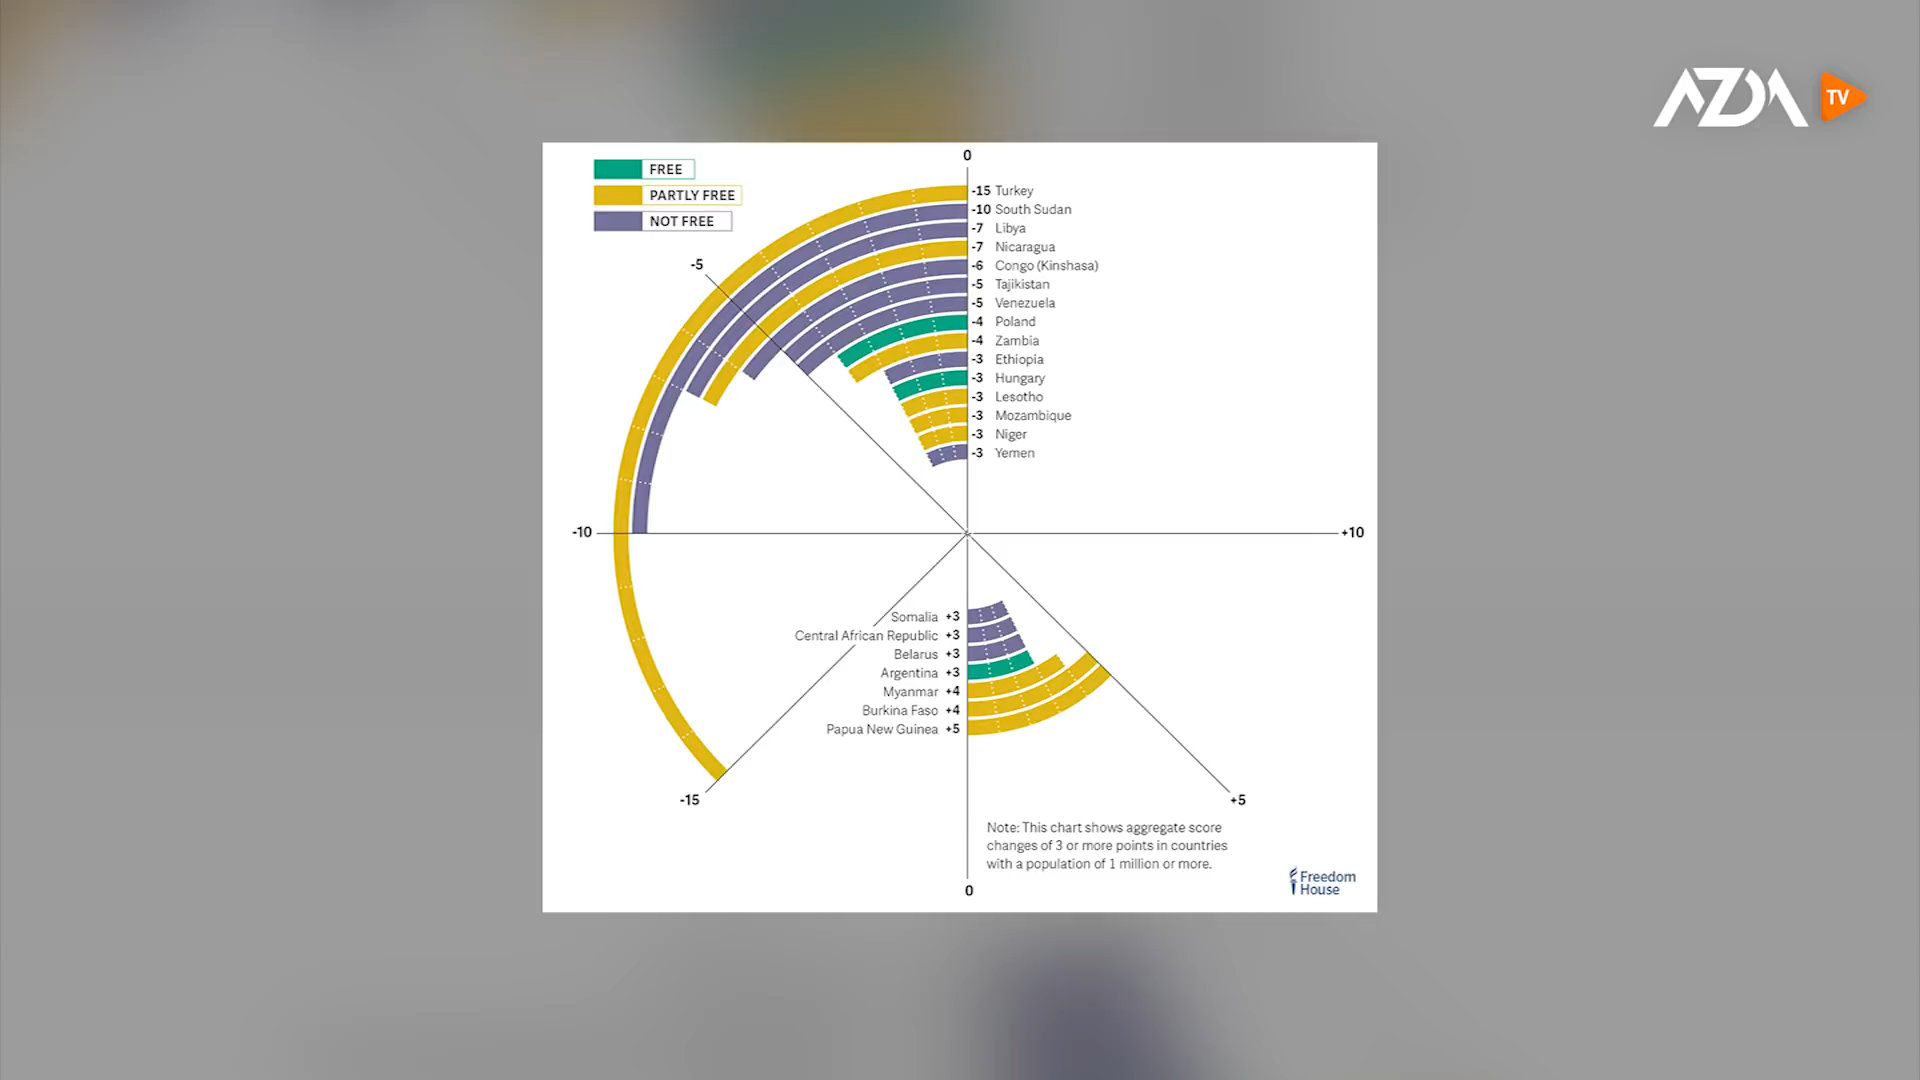 AZDA TV
FREE
PARTLY FREE
NOT FREE
0
-15 Turkey
-10 South Sudan
-7 Libya
-7 Nicaragua
-6 Congo (Kinshasa)
-5 Tajikistan
-5 Venezuela
-4 Poland
-4 Zambia
-3 Ethiopia
-3 Hungary
-3 Lesotho
-3 Mozambique
-3 Niger
-3 Yemen
-5
-10
+10
Somalia +3
Central African Republic +3
Belarus +3
Argentina +3
Myanmar +4
Burkina Faso +4
Papua New Guinea +5
-15
+5
Note: This chart shows aggregate score
changes of 3 or more points in countries
with a population of 1 million or more.
0
Freedom
House